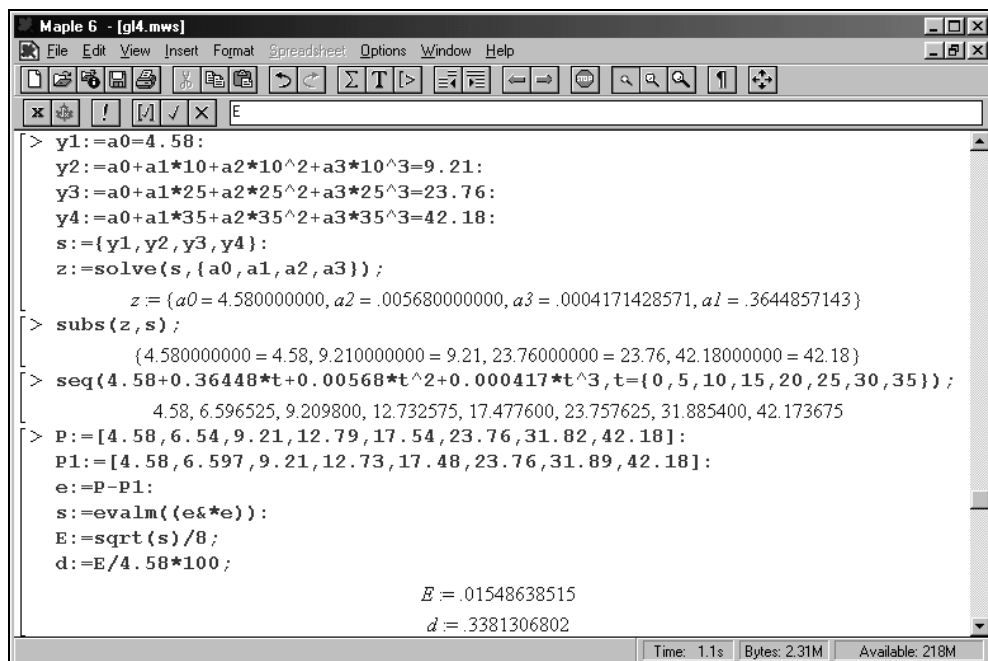 Maple 6 - [gl4.mws]
File Edit View Insert Format Spreadsheet Options Window Help
Σ T [>
STOP
¶
x ! [√] √ X E
> y1:=a0=4.58:
y2:=a0+a1*10+a2*10^2+a3*10^3=9.21:
y3:=a0+a1*25+a2*25^2+a3*25^3=23.76:
y4:=a0+a1*35+a2*35^2+a3*35^3=42.18:
s:={y1,y2,y3,y4}:
z:=solve(s,{a0,a1,a2,a3});
z := {a0 = 4.580000000, a2 = .005680000000, a3 = .0004171428571, a1 = .3644857143}
> subs(z,s);
{4.580000000 = 4.58, 9.210000000 = 9.21, 23.76000000 = 23.76, 42.18000000 = 42.18}
> seq(4.58+0.36448*t+0.00568*t^2+0.000417*t^3,t={0,5,10,15,20,25,30,35});
4.58, 6.596525, 9.209800, 12.732575, 17.477600, 23.757625, 31.885400, 42.173675
> P:=[4.58,6.54,9.21,12.79,17.54,23.76,31.82,42.18]:
P1:=[4.58,6.597,9.21,12.73,17.48,23.76,31.89,42.18]:
e:=P-P1:
s:=evalm((e&*e)):
E:=sqrt(s)/8;
d:=E/4.58*100;
E := .01548638515
d := .3381306802
Time: 1.1s Bytes: 2.31M Available: 218M